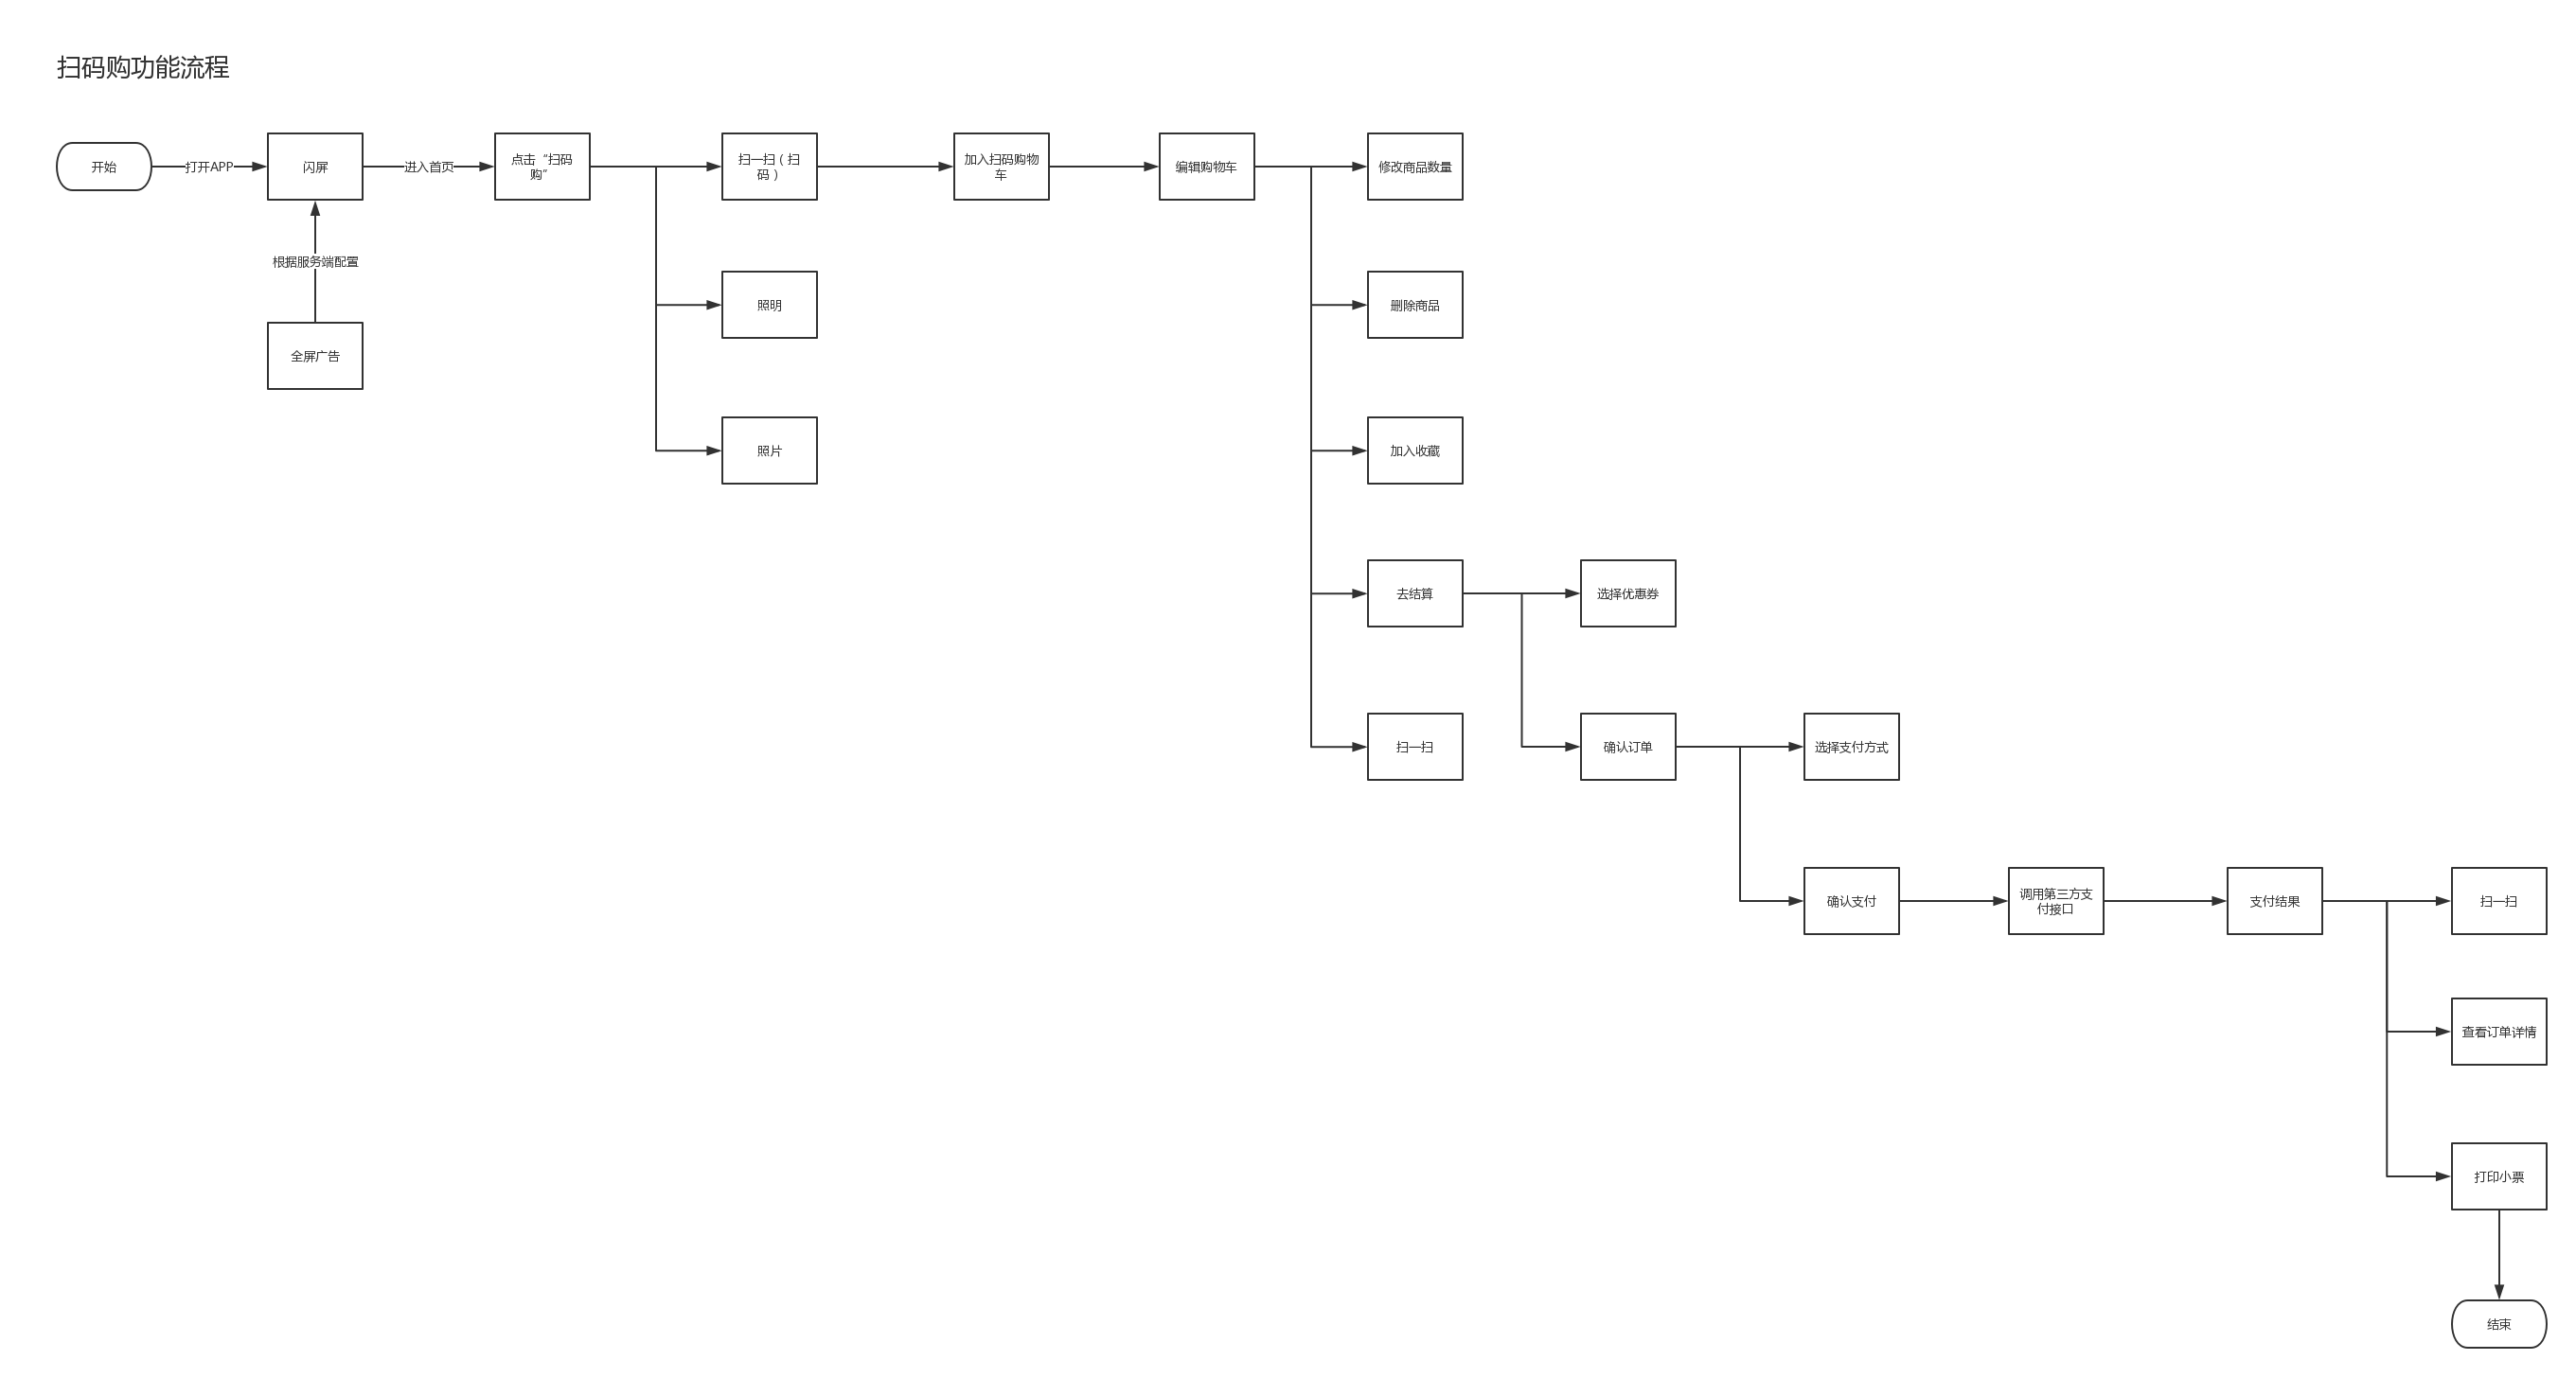 扫码购功能流程
开始
打开APP
闪屏
进入首页
点击“扫码
购”
扫一扫（扫
码）
加入扫码购物
车
编辑购物车
修改商品数量
根据服务端配置
照明
删除商品
全屏广告
照片
加入收藏
去结算
选择优惠券
扫一扫
确认订单
选择支付方式
确认支付
调用第三方支
付接口
支付结果
扫一扫
查看订单详情
打印小票
结束